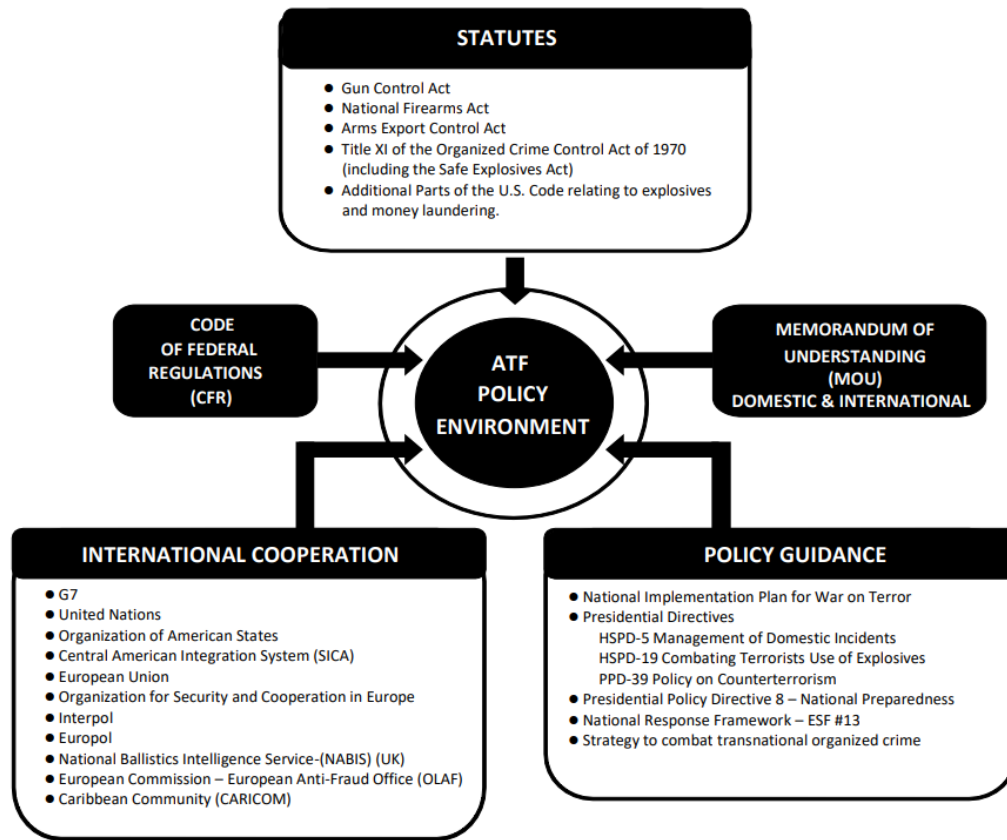 STATUTES
● Gun Control Act
● National Firearms Act
● Arms Export Control Act
● Title XI of the Organized Crime Control Act of 1970
(including the Safe Explosives Act)
● Additional Parts of the U.S. Code relating to explosives
and money laundering.
CODE
OF FEDERAL
REGULATIONS
(CFR)
ATF
POLICY
ENVIRONMENT
MEMORANDUM OF
UNDERSTANDING
(MOU)
DOMESTIC & INTERNATIONAL
INTERNATIONAL COOPERATION
● G7
● United Nations
● Organization of American States
● Central American Integration System (SICA)
● European Union
● Organization for Security and Cooperation in Europe
● Interpol
● Europol
● National Ballistics Intelligence Service-(NABIS) (UK)
● European Commission – European Anti-Fraud Office (OLAF)
● Caribbean Community (CARICOM)
POLICY GUIDANCE
● National Implementation Plan for War on Terror
● Presidential Directives
HSPD-5 Management of Domestic Incidents
HSPD-19 Combating Terrorists Use of Explosives
PPD-39 Policy on Counterterrorism
● Presidential Policy Directive 8 – National Preparedness
● National Response Framework – ESF #13
● Strategy to combat transnational organized crime